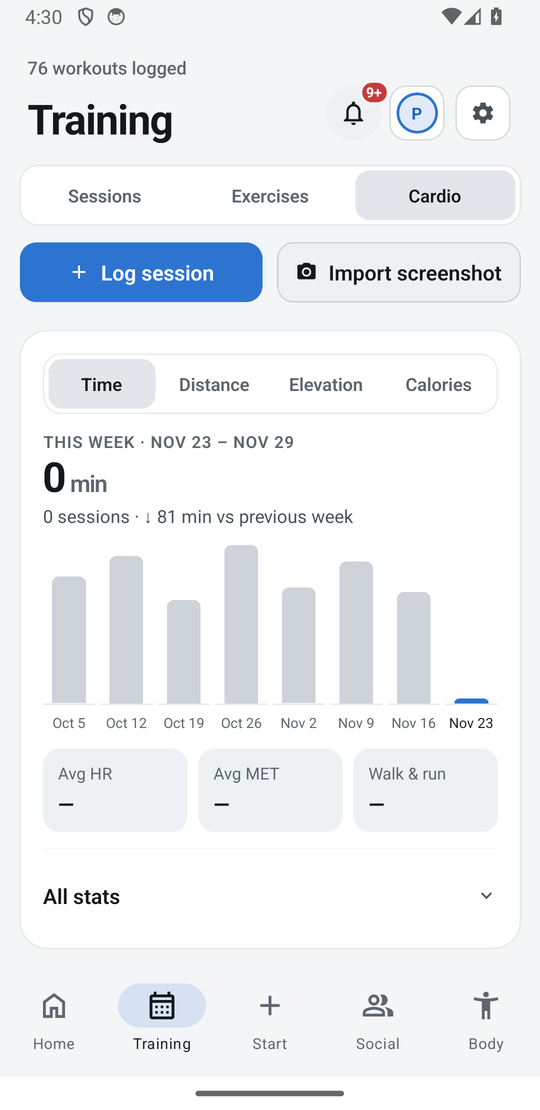 4:30
76 workouts logged
Training
9+
P
Sessions Exercises Cardio
+ Log session Import screenshot
Time Distance Elevation Calories
THIS WEEK · NOV 23 – NOV 29
0 min
0 sessions · ↓ 81 min vs previous week
Oct 5 Oct 12 Oct 19 Oct 26 Nov 2 Nov 9 Nov 16 Nov 23
Avg HR Avg MET Walk & run
– – –
All stats
Home Training Start Social Body